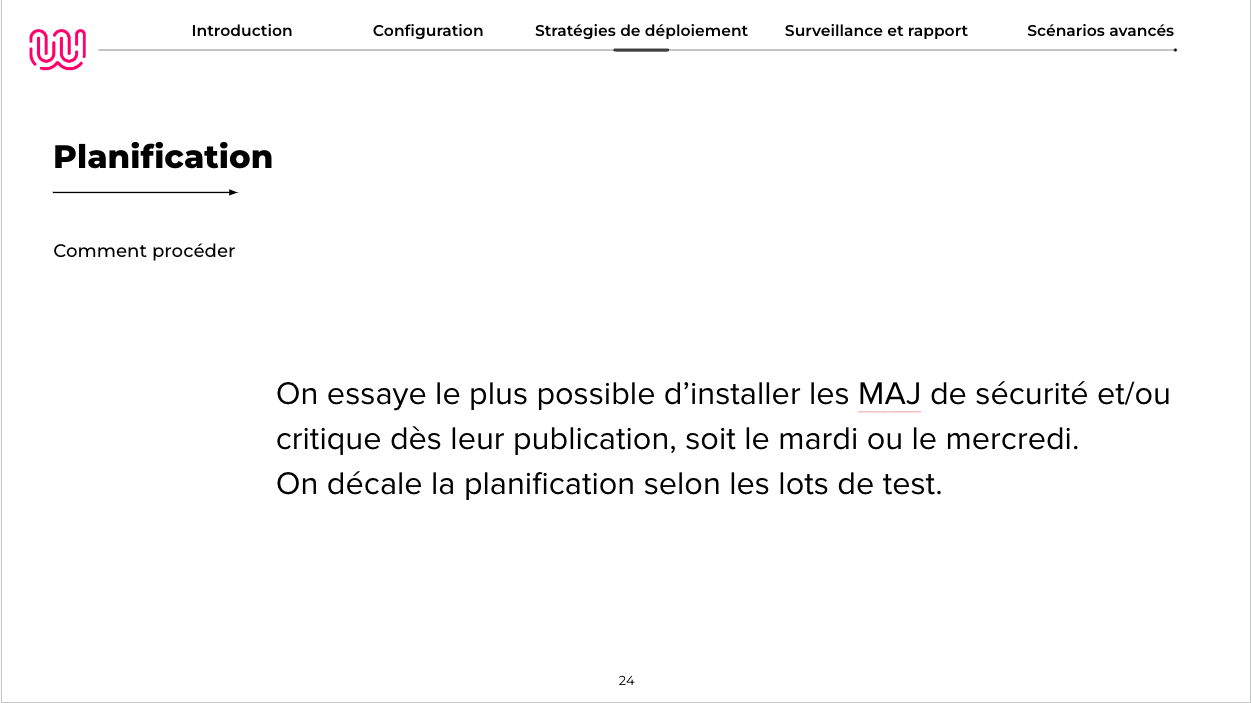 Introduction Configuration Stratégies de déploiement Surveillance et rapport Scénarios avancés
Planification
Comment procéder
On essaye le plus possible d’installer les MAJ de sécurité et/ou
critique dès leur publication, soit le mardi ou le mercredi.
On décale la planification selon les lots de test.
24